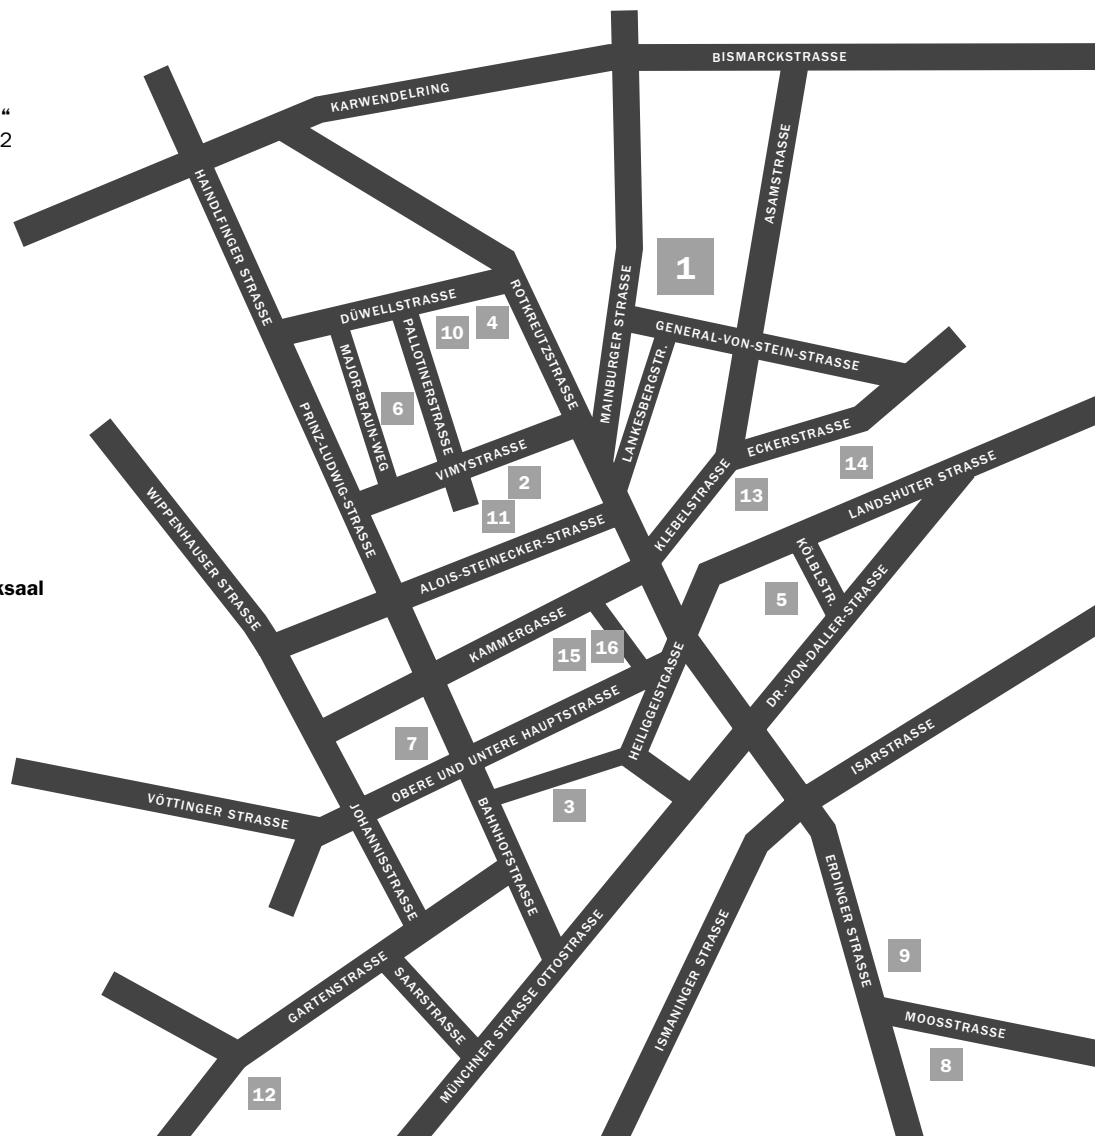 BISMARCKSTRASSE
KARWENDELRING
“
2
ASAMSTRASSE
HAINDLFINGER STRASSE
1
ROTKREUTZSTRASSE
MAINBURGER STRASSE
DÜWELLSTRASSE
10
4
GENERAL-VON-STEIN-STRASSE
PALLOTINERSTRASSE
MAJOR-BRAUN-WEG
LANKESBERGSTR.
6
PRINZ-LUDWIG-STRASSE
ECKERSTRASSE
VIMYSTRASSE
14
2
13
LANDSHUTER STRASSE
11
KLEBELSTRASSE
WIPPENHAUSER STRASSE
ALOIS-STEINECKER-STRASSE
KÖLBLSTR.
ksaal
5
DR.-VON-DALLER-STRASSE
KAMMERGASSE
15
16
HEILIGGEISTGASSE
7
OBERE UND UNTERE HAUPTSTRASSE
ISARSTRASSE
VÖTTINGER STRASSE
3
JOHANNISSTRASSE
BAHNHOFSTRASSE
ERDINGER STRASSE
9
GARTENSTRASSE
SAARSTRASSE
MÜNCHNER STRASSE OTTOSTRASSE
ISMANINGER STRASSE
MOOSSTRASSE
8
12